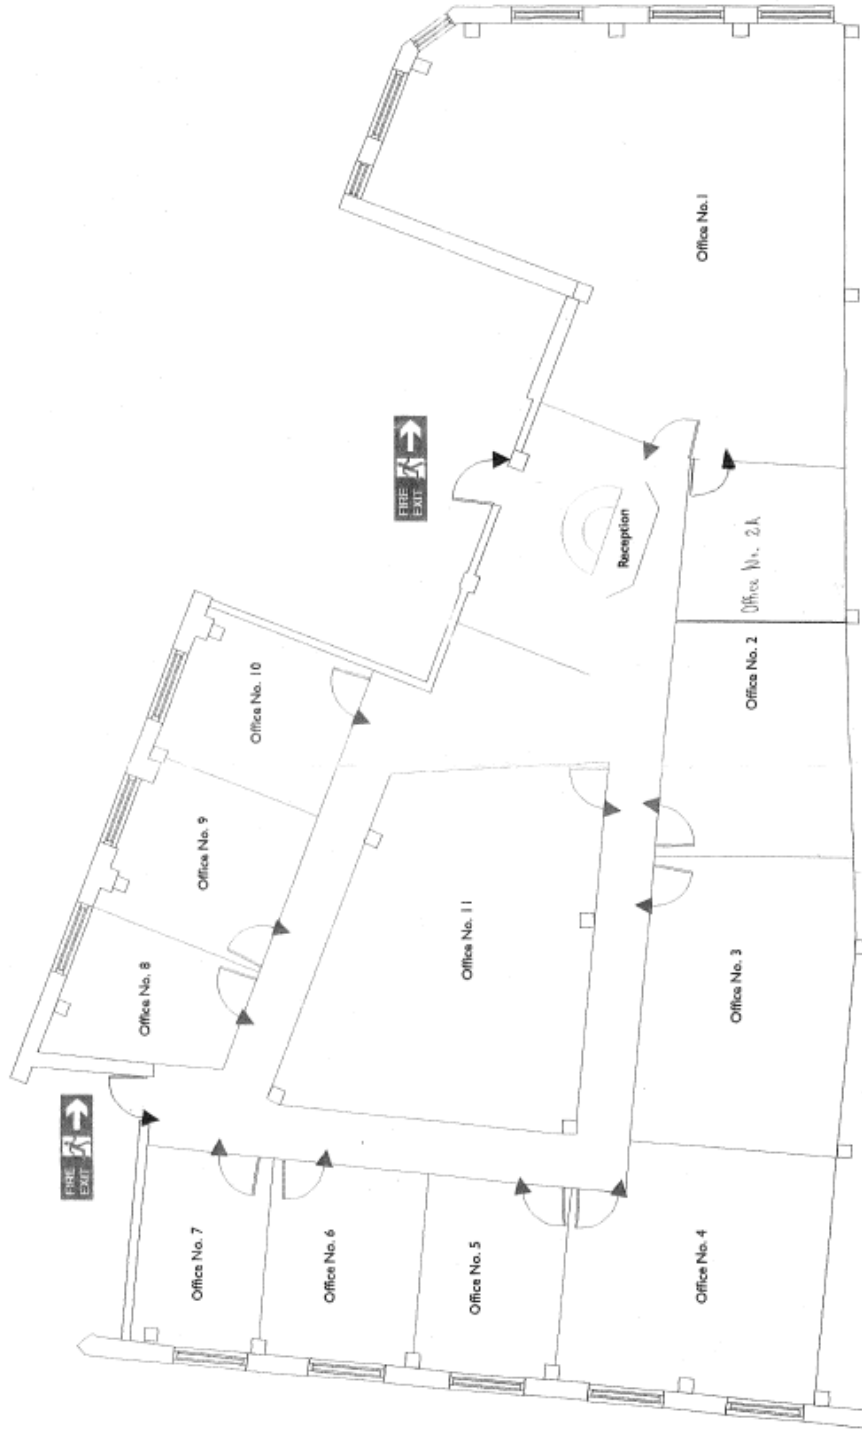 Office No.1
FIRE
EXIT
Reception
Office No. 2A
Office No. 2
Office No. 10
Office No. 9
Office No. 11
Office No. 3
Office No. 8
FIRE
EXIT
Office No. 7
Office No. 6
Office No. 5
Office No. 4